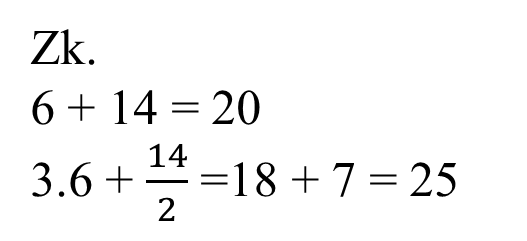 Zk.
6 + 14 = 20
3.6 + 14/2 =18 + 7 = 25